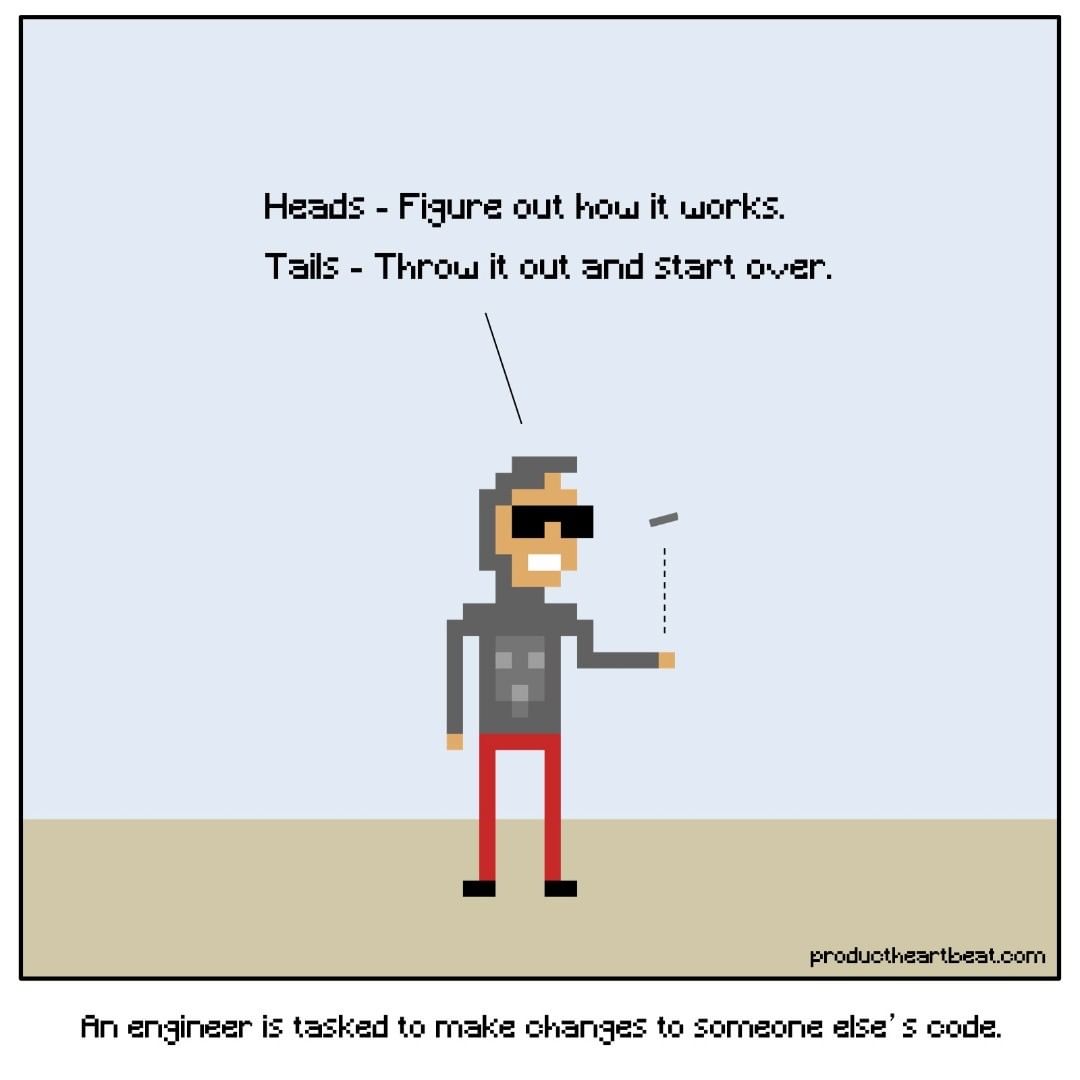 Heads - Figure out how it works.
Tails - Throw it out and start over.
productheartbeat.com
An engineer is tasked to make changes to someone else's code.